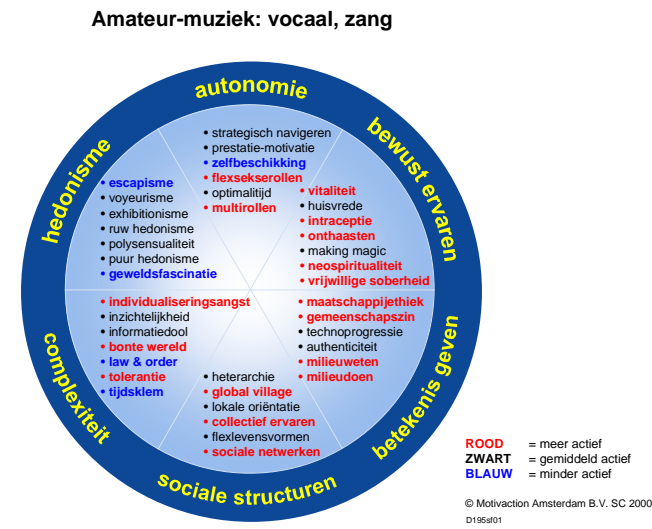 Amateur-muziek: vocaal, zang
autonomie
• strategisch navigeren
• prestatie-motivatie
• zelfbeschikking
• flexsekserollen
• optimalitijd
• multirollen
bewust ervaren
• vitaliteit
• huisvrede
• intraceptie
• onthaasten
• making magic
• neospiritualiteit
• vrijwillige soberheid
betekenis geven
• maatschappijethiek
• gemeenschapszin
• technoprogressie
• authenticiteit
• milieuweten
• milieudoen
sociale structuren
• heterarchie
• global village
• lokale oriëntatie
• collectief ervaren
• flexlevensvormen
• sociale netwerken
complexiteit
• individualiseringsangst
• inzichtelijkheid
• informatiedool
• bonte wereld
• law & order
• tolerantie
• tijdsklem
hedonisme
• escapisme
• voyeurisme
• exhibitionisme
• ruw hedonisme
• polysensualiteit
• puur hedonisme
• geweldsfascinatie
ROOD = meer actief
ZWART = gemiddeld actief
BLAUW = minder actief
© Motivaction Amsterdam B.V. SC 2000
D195sf01